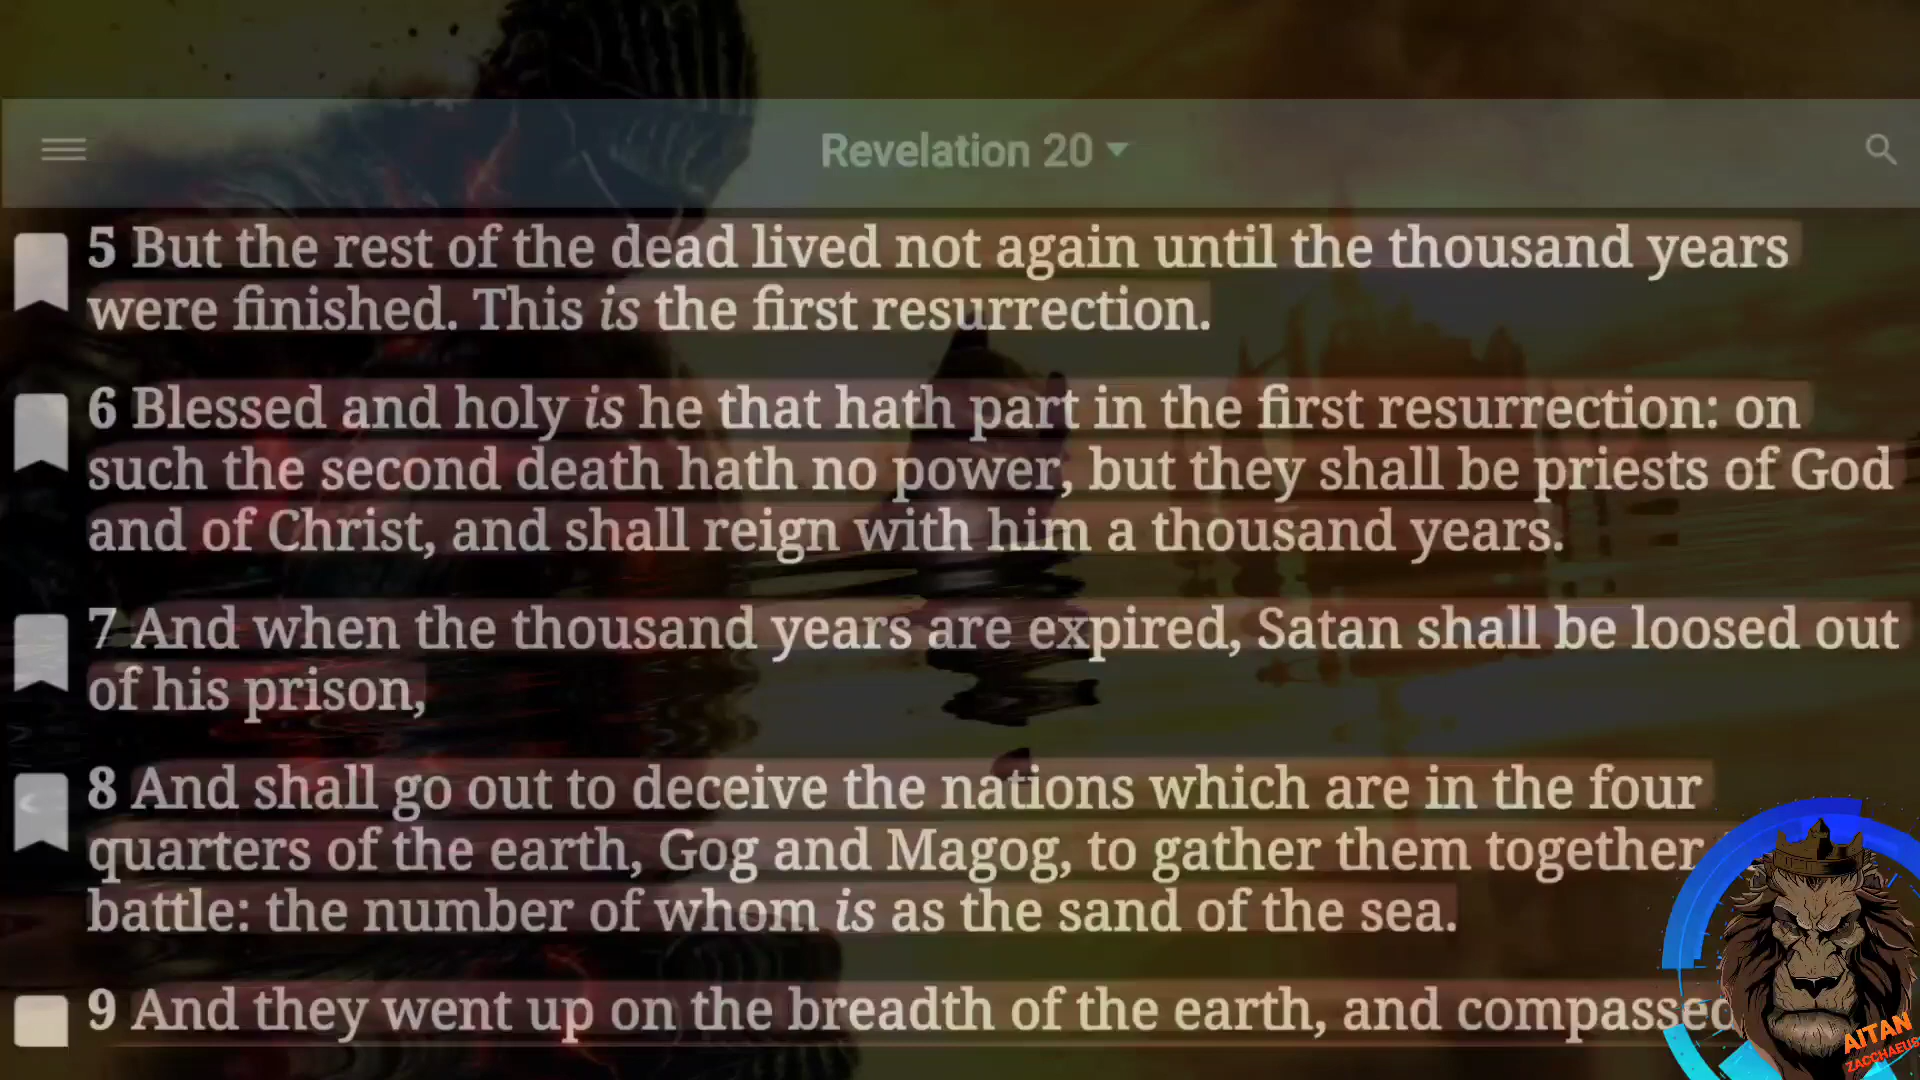 Revelation 20
5 But the rest of the dead lived not again until the thousand years
were finished. This is the first resurrection.
6 Blessed and holy is he that hath part in the first resurrection: on
such the second death hath no power, but they shall be priests of God
and of Christ, and shall reign with him a thousand years.
7 And when the thousand years are expired, Satan shall be loosed out
of his prison,
8 And shall go out to deceive the nations which are in the four
quarters of the earth, Gog and Magog, to gather them together
battle: the number of whom is as the sand of the sea.
9 And they went up on the breadth of the earth, and compassed
AITAN
ZACCHAEUS